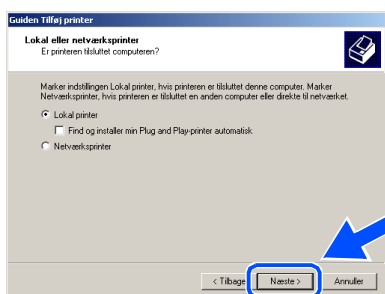 Guiden Tilføj printer
Lokal eller netværksprinter
Er printeren tilsluttet computeren?
Marker indstillingen Lokal printer, hvis printeren er tilsluttet denne computer. Marker
Netværksprinter, hvis printeren er tilsluttet en anden computer eller direkte til netværket.
Lokal printer
Find og installer min Plug and Play-printer automatisk
Netværksprinter
< Tilbage
Næste >
Annuller